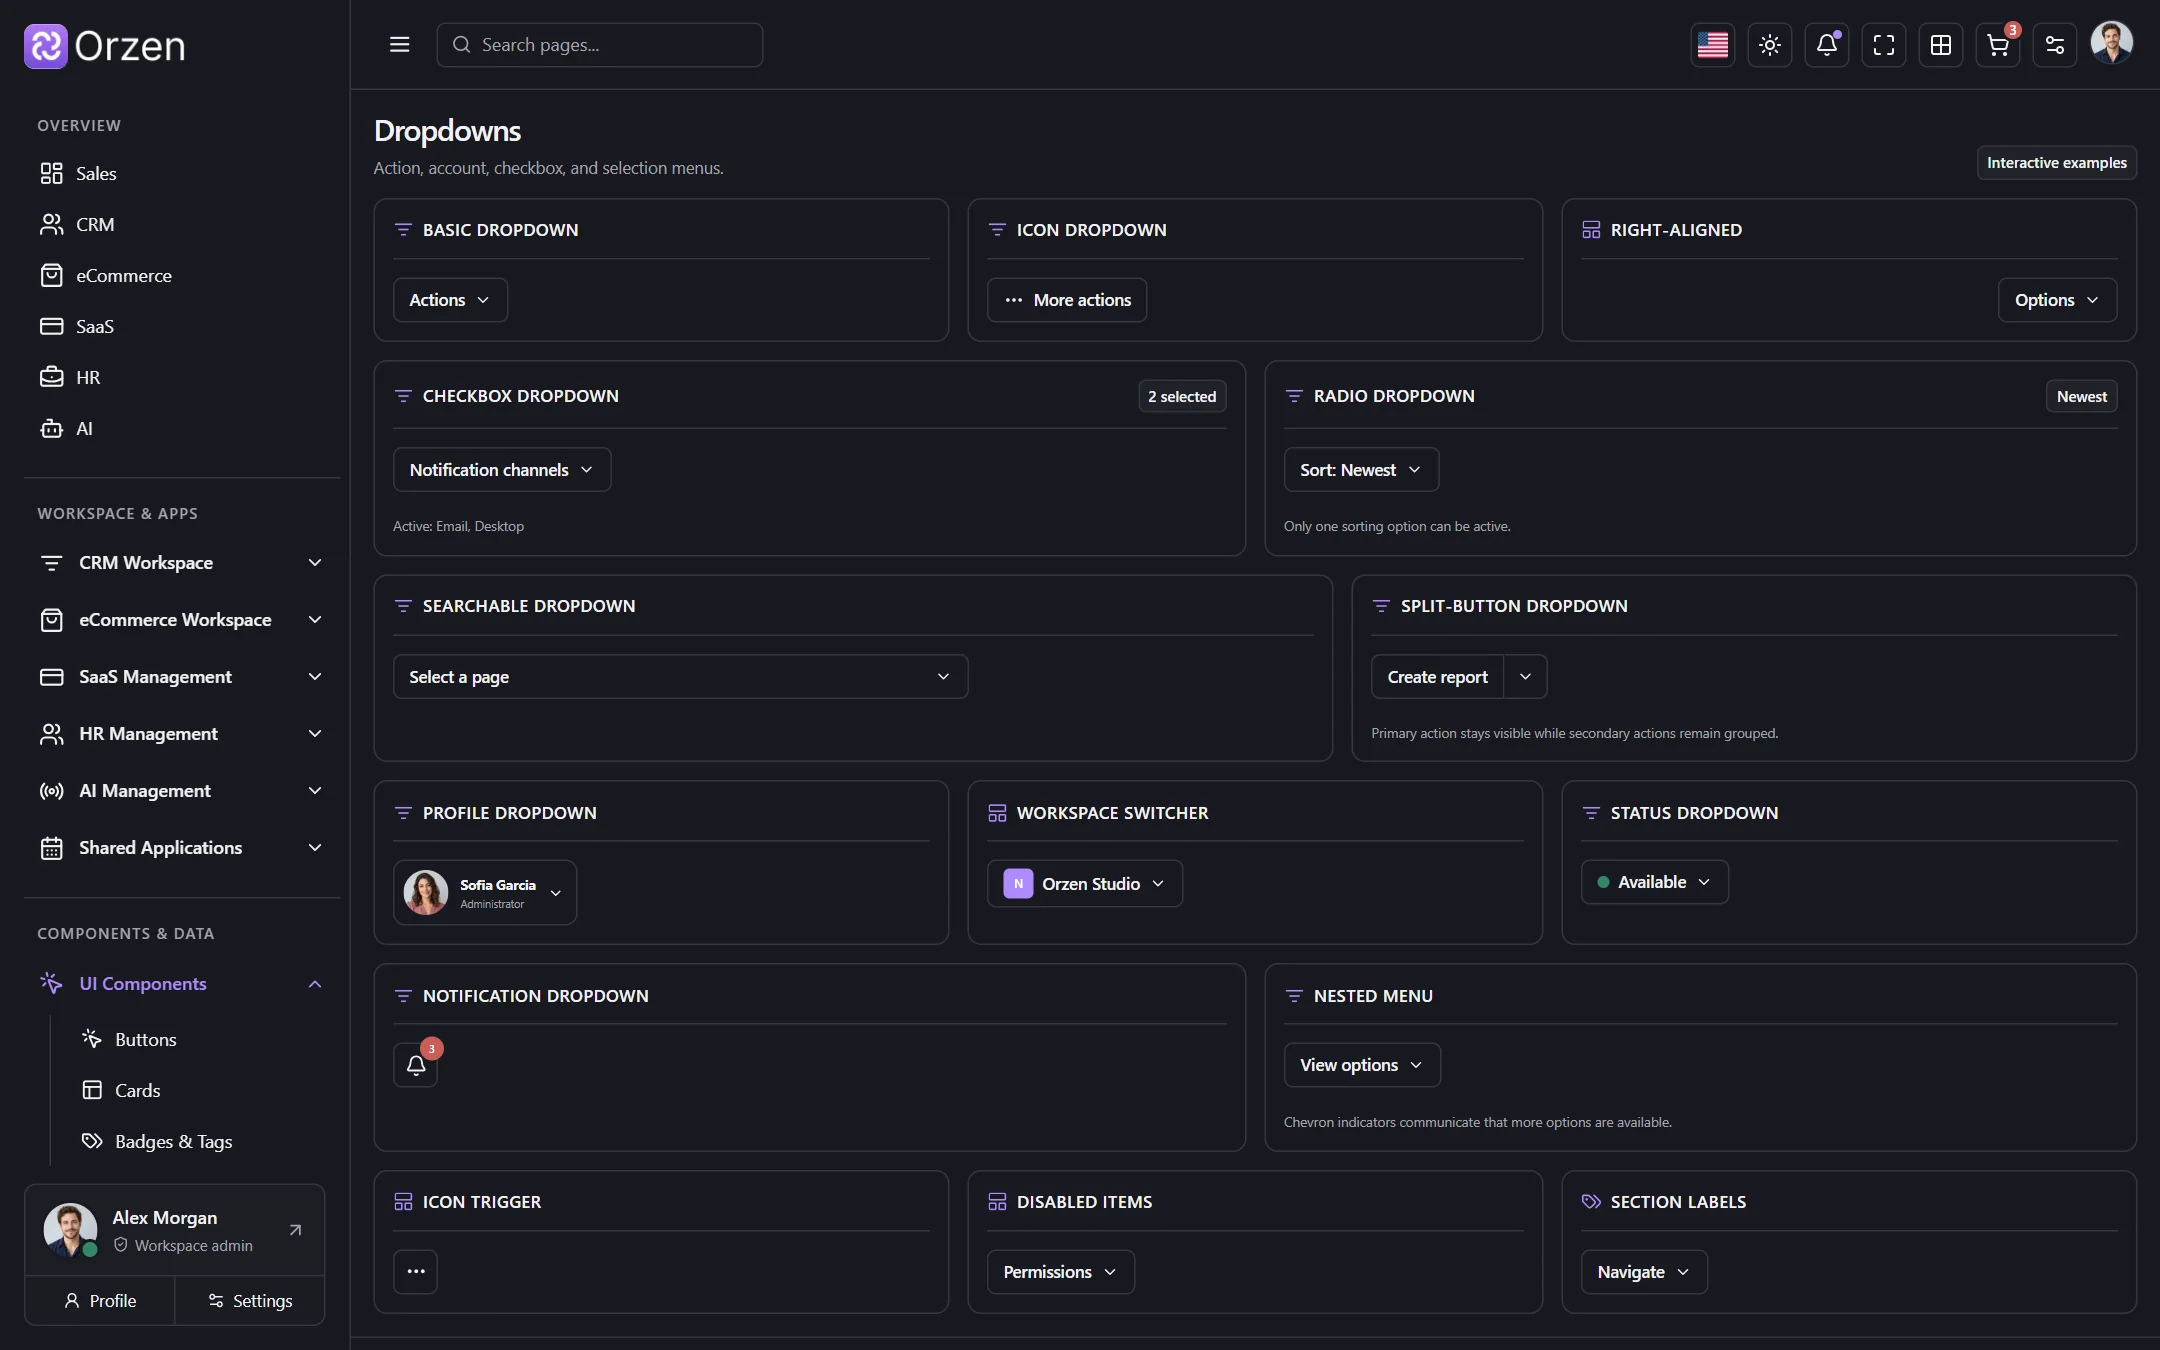 Orzen
Search pages...
3
OVERVIEW
Sales
CRM
eCommerce
SaaS
HR
AI
WORKSPACE & APPS
CRM Workspace
eCommerce Workspace
SaaS Management
HR Management
AI Management
Shared Applications
COMPONENTS & DATA
UI Components
Buttons
Cards
Badges & Tags
Alex Morgan
Workspace admin
Profile
Settings
Dropdowns
Action, account, checkbox, and selection menus.
Interactive examples
BASIC DROPDOWN
Actions
ICON DROPDOWN
More actions
RIGHT-ALIGNED
Options
CHECKBOX DROPDOWN
2 selected
Notification channels
Active: Email, Desktop
RADIO DROPDOWN
Newest
Sort: Newest
Only one sorting option can be active.
SEARCHABLE DROPDOWN
Select a page
SPLIT-BUTTON DROPDOWN
Create report
Primary action stays visible while secondary actions remain grouped.
PROFILE DROPDOWN
Sofia Garcia
Administrator
WORKSPACE SWITCHER
N
Orzen Studio
STATUS DROPDOWN
Available
NOTIFICATION DROPDOWN
3
NESTED MENU
View options
Chevron indicators communicate that more options are available.
ICON TRIGGER
DISABLED ITEMS
Permissions
SECTION LABELS
Navigate